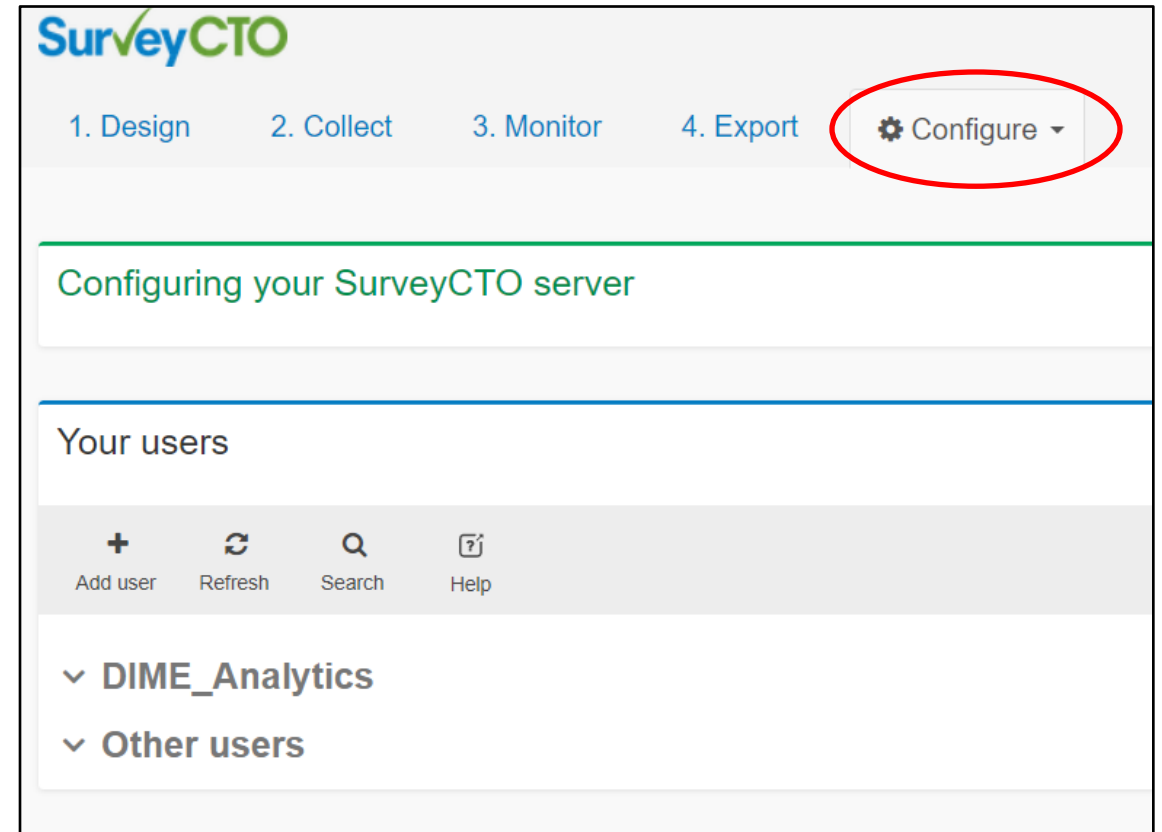 SurveyCTO
1. Design 2. Collect 3. Monitor 4. Export Configure
Configuring your SurveyCTO server
Your users
Add user Refresh Search Help
DIME_Analytics
Other users